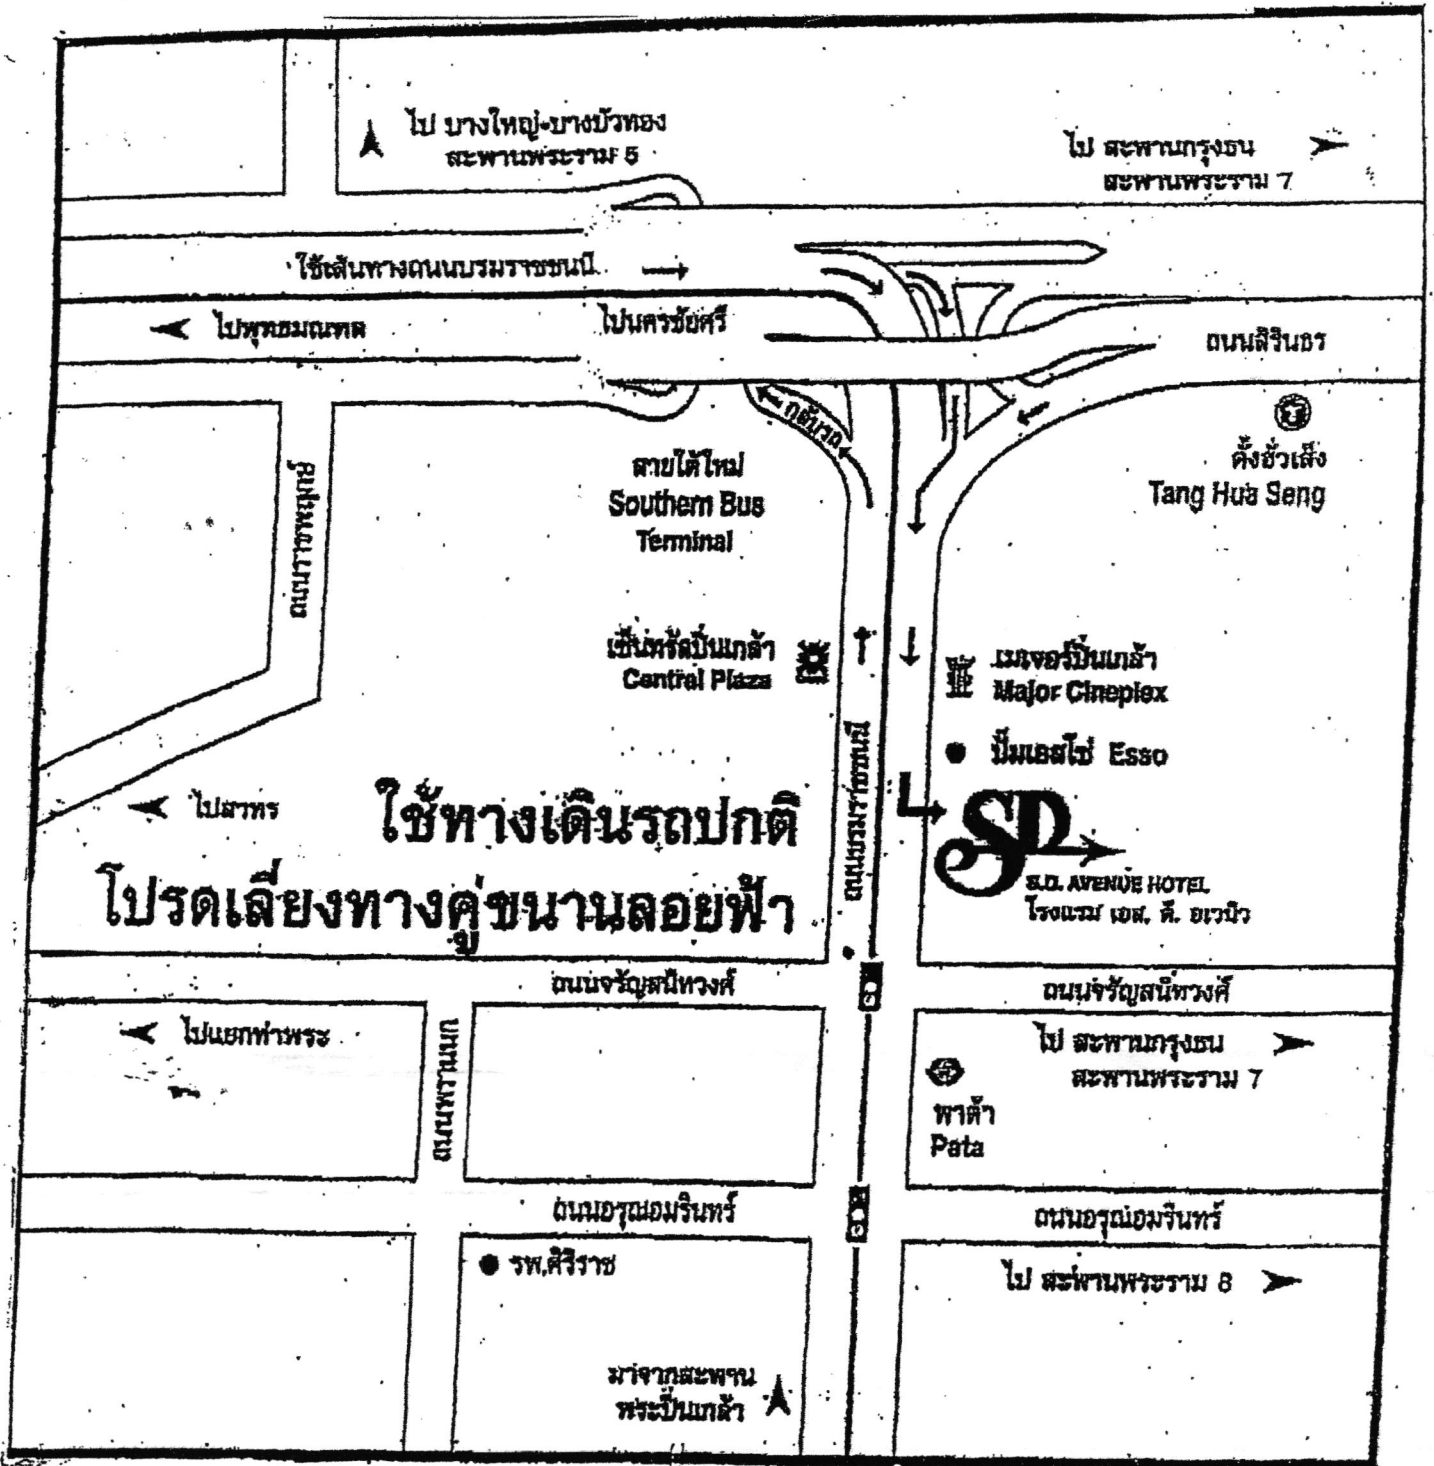 ไป บางใหญ่-บางบัวทอง
สะพานพระราม 5
ไป สะพานกรุงธน
สะพานพระราม 7
ใช้เส้นทางถนนบรมราชชนนี
ไปพุทธมณฑล
ไปนครชัยศรี
ถนนสิรินธร
กลับรถ
ตั้งฮั่วเส็ง
Tang Hua Seng
สายใต้ใหม่
Southern Bus
Terminal
ถนนราชพฤกษ์
เซ็นทรัลปิ่นเกล้า
Central Plaza
เมเจอร์ปิ่นเกล้า
Major Cineplex
ปั๊มเอสโซ่ Esso
ถนนบรมราชชนนี
ไปสาทร
ใช้ทางเดินรถปกติ
โปรดเลี่ยงทางคู่ขนานลอยฟ้า
SD
S.D. AVENUE HOTEL
โรงแรม เอส. ดี. อเวนิว
ถนนจรัญสนิทวงศ์
ถนนจรัญสนิทวงศ์
ไปแยกท่าพระ
ถนนพรานนก
ไป สะพานกรุงธน
สะพานพระราม 7
พาต้า
Pata
ถนนอรุณอมรินทร์
ถนนอรุณอมรินทร์
รพ.ศิริราช
ไป สะพานพระราม 8
มาจากสะพาน
พระปิ่นเกล้า